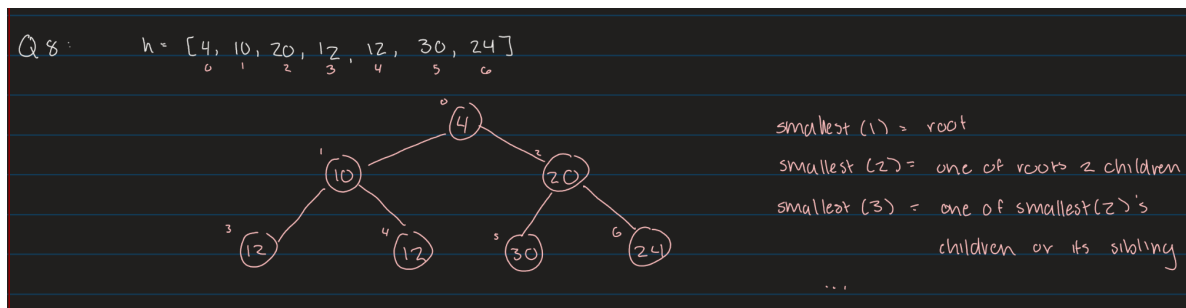 Q8: h = [4, 10, 20, 12, 12, 30, 24]
0 1 2 3 4 5 6
0
4
1 2
10 20
3 4 5 6
12 12 30 24
smallest (1) = root
smallest (2) = one of roots 2 children
smallest (3) = one of smallest(2)'s
children or its sibling
...